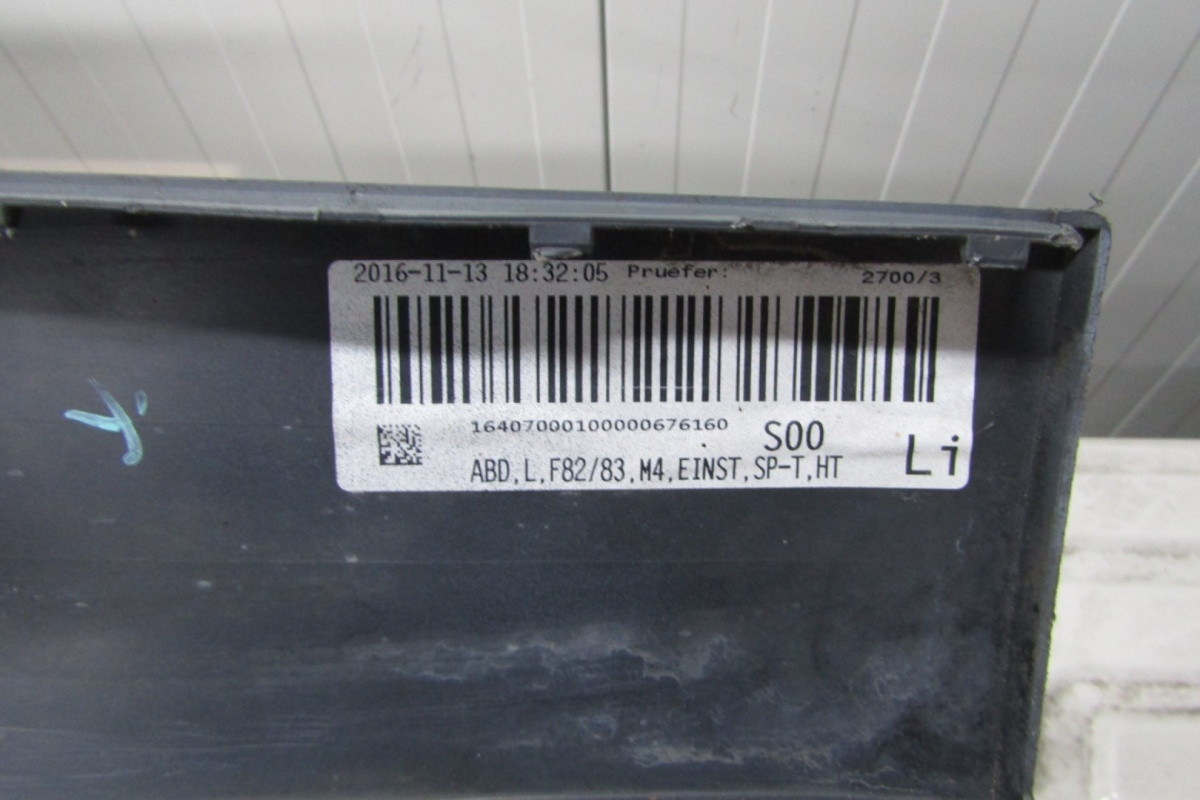 2016-11-13 18:32:05 Pruefer: 2700/3
16407000100000676160 S00
ABD,L,F82/83,M4,EINST,SP-T,HT Li